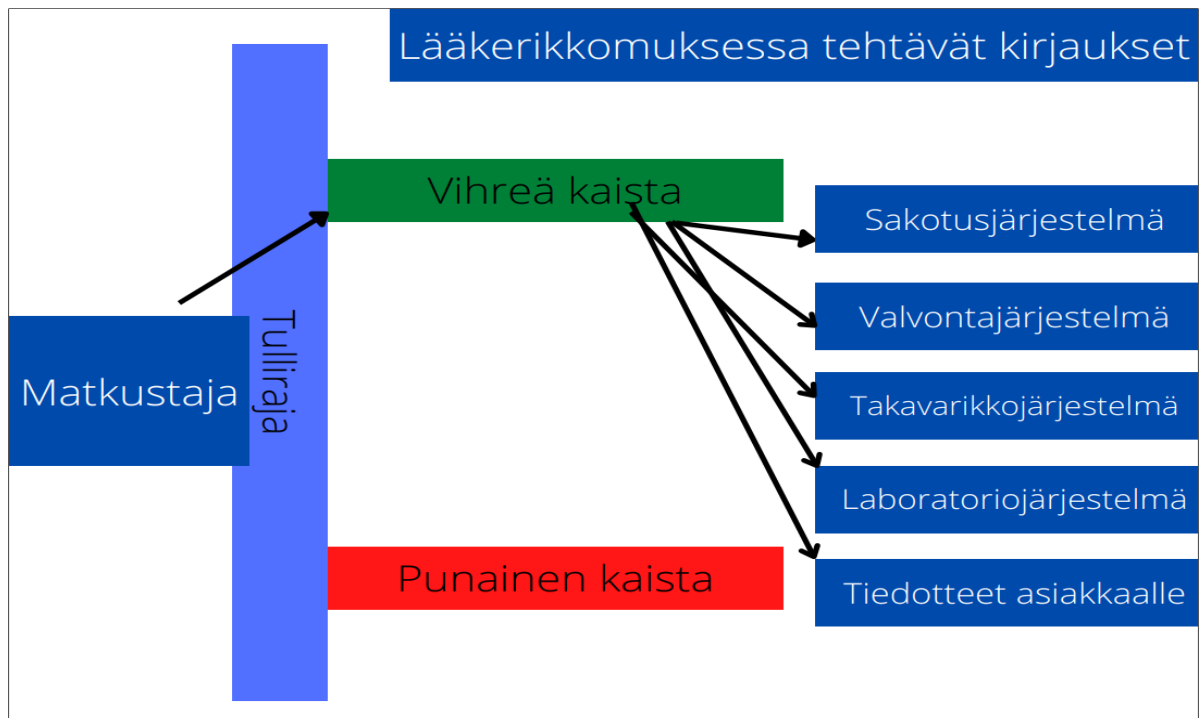 Lääkerikkomuksessa tehtävät kirjaukset
Vihreä kaista
Sakotusjärjestelmä
Valvontajärjestelmä
Tulliraja
Matkustaja
Takavarikkojärjestelmä
Laboratoriojärjestelmä
Punainen kaista
Tiedotteet asiakkaalle